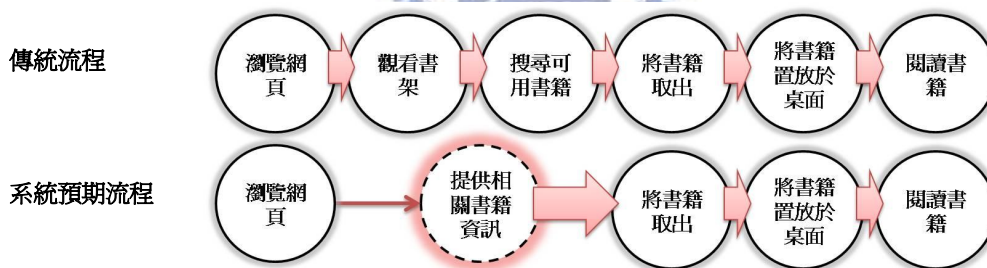 傳統流程
瀏覽網
頁
觀看書
架
搜尋可
用書籍
將書籍
取出
將書籍
置放於
桌面
閱讀書
籍
系統預期流程
瀏覽網
頁
提供相
關書籍
資訊
將書籍
取出
將書籍
置放於
桌面
閱讀書
籍